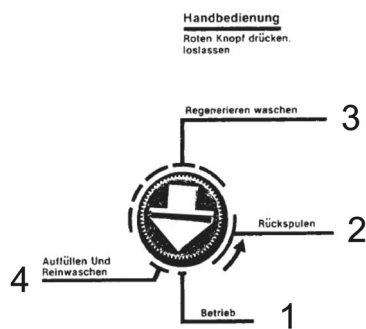 Handbedienung
Roten Knopf drücken.
loslassen
Regenerieren waschen
3
Rückspulen
2
Auffüllen Und
Reinwaschen
4
Betrieb
1